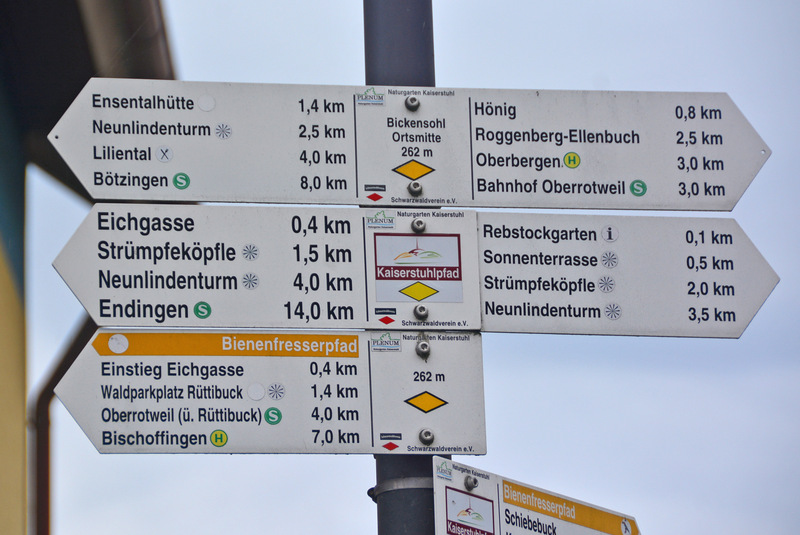 Ensentalhütte 1,4 km
Neunlindenturm 2,5 km
Liliental 4,0 km
Bötzingen S 8,0 km
PLENUM Naturgarten Kaiserstuhl
Bickensohl
Ortsmitte
262 m
Schwarzwaldverein e.V.
Hönig 0,8 km
Roggenberg-Ellenbuch 2,5 km
Oberbergen H 3,0 km
Bahnhof Oberrotweil S 3,0 km
Eichgasse 0,4 km
Strümpfeköpfle 1,5 km
Neunlindenturm 4,0 km
Endingen S 14,0 km
PLENUM Naturgarten Kaiserstuhl
Kaiserstuhlpfad
Schwarzwaldverein e.V.
Rebstockgarten i 0,1 km
Sonnenterrasse 0,5 km
Strümpfeköpfle 2,0 km
Neunlindenturm 3,5 km
Bienenfresserpfad
Einstieg Eichgasse 0,4 km
Waldparkplatz Rüttibuck 1,4 km
Oberrotweil (ü. Rüttibuck) S 4,0 km
Bischoffingen H 7,0 km
PLENUM Naturgarten Kaiserstuhl
262 m
Schwarzwaldverein e.V.
PLENUM Naturgarten Kaiserstuhl
Kaiserstuhlpfad
Bienenfresserpfad
Schiebebuck